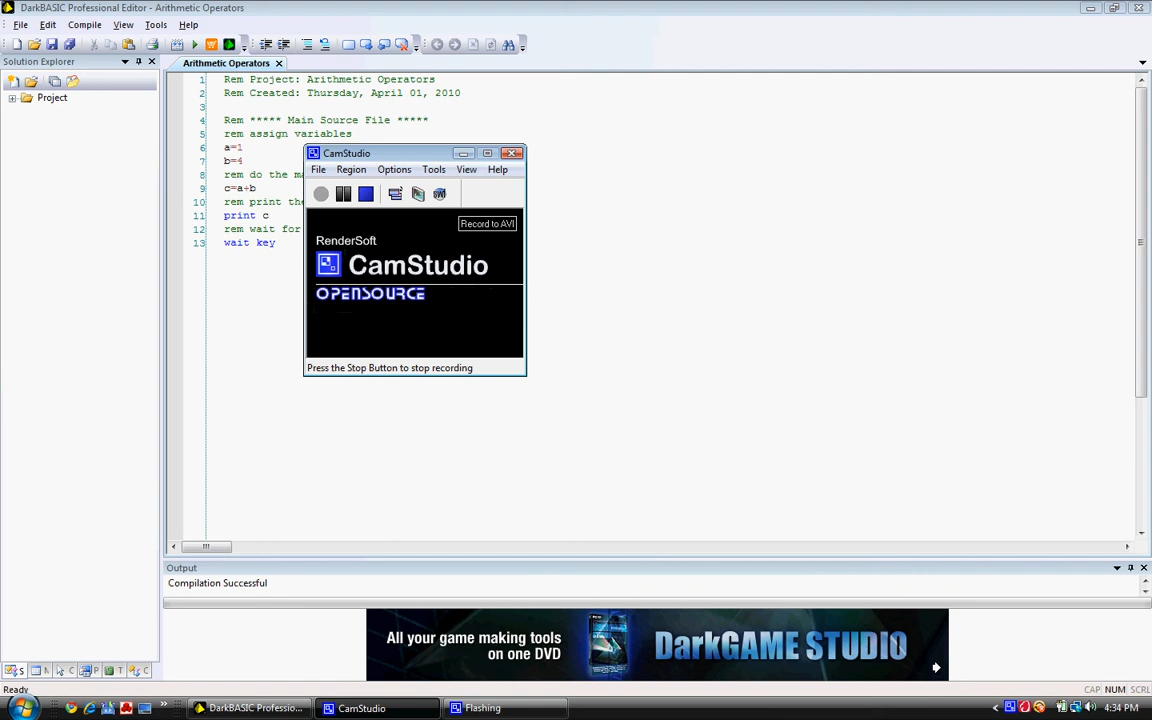 DarkBASIC Professional Editor - Arithmetic Operators
File Edit Compile View Tools Help
Solution Explorer
Project
Arithmetic Operators
1 Rem Project: Arithmetic Operators
2 Rem Created: Thursday, April 01, 2010
3
4 Rem ***** Main Source File *****
5 rem assign variables
6 a=1
7 b=4
8 rem do the ma
9 c=a+b
10 rem print the
11 print c
12 rem wait for
13 wait key
CamStudio
File Region Options Tools View Help
Record to AVI
RenderSoft
CamStudio
OPENSOURCE
Press the Stop Button to stop recording
Output
Compilation Successful
All your game making tools
on one DVD
DarkGAME STUDIO
S N C P T C
Ready
CAP NUM SCRL
DarkBASIC Professio...
CamStudio
Flashing
4:34 PM